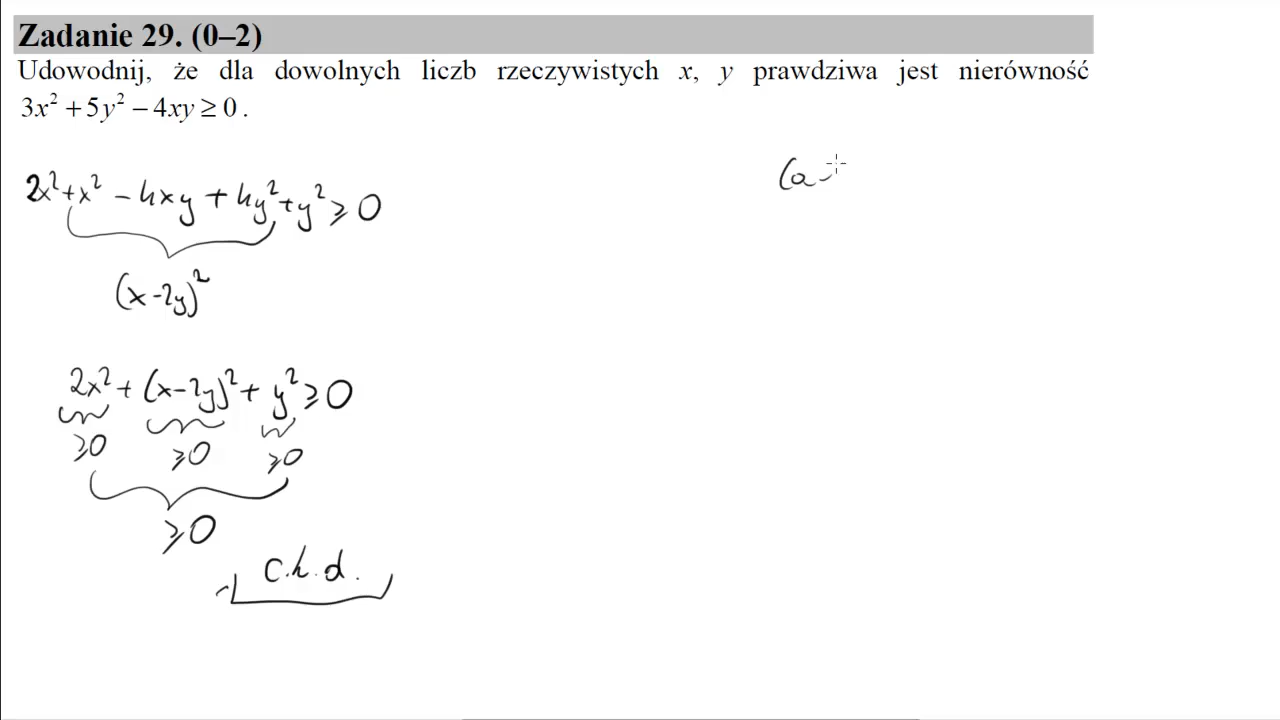 Zadanie 29. (0–2)
Udowodnij, że dla dowolnych liczb rzeczywistych x, y prawdziwa jest nierówność
3x² + 5y² − 4xy ≥ 0.
(a -
2x² + x² − 4xy + 4y² + y² ≥ 0
(x − 2y)²
2x² + (x − 2y)² + y² ≥ 0
≥0 ≥0 ≥0
≥0
c.k.d.